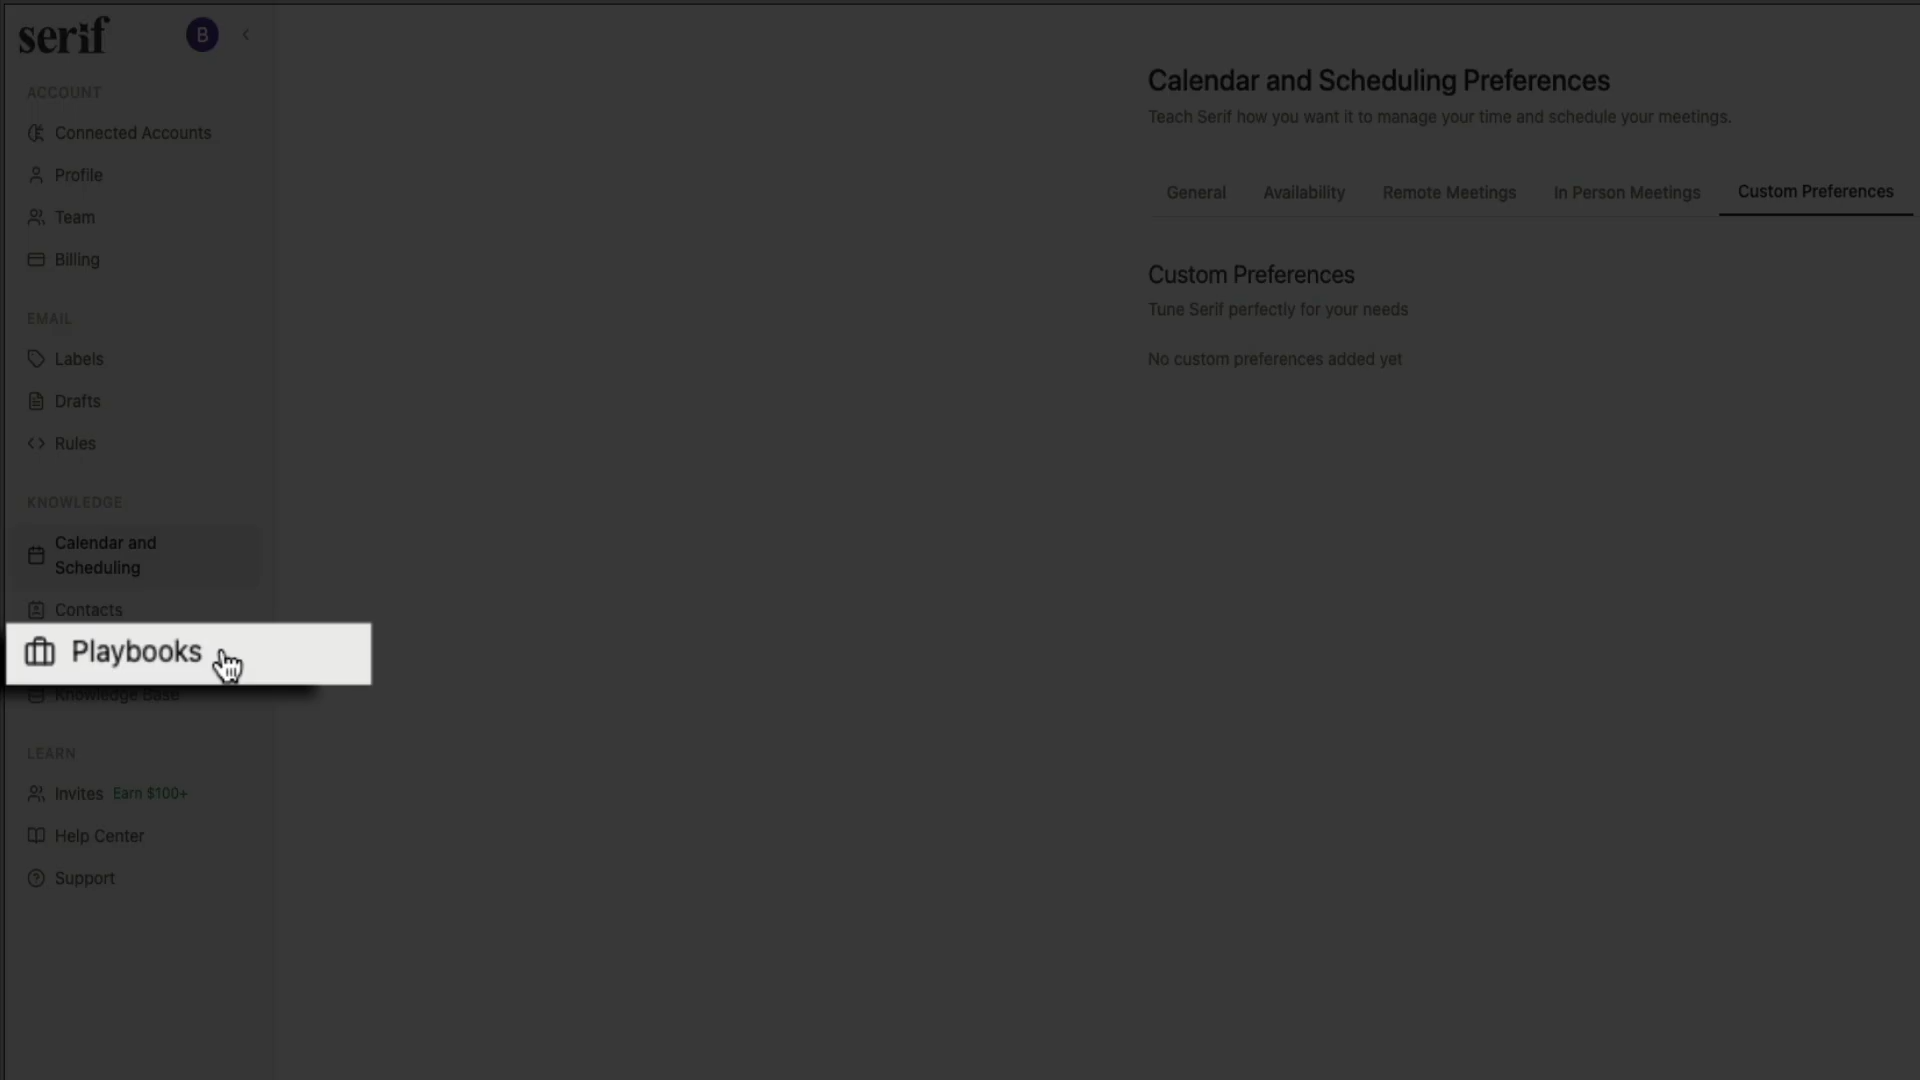 serif
B
ACCOUNT
Connected Accounts
Profile
Team
Billing
EMAIL
Labels
Drafts
Rules
KNOWLEDGE
Calendar and
Scheduling
Contacts
Playbooks
Knowledge Base
LEARN
Invites Earn $100+
Help Center
Support
Calendar and Scheduling Preferences
Teach Serif how you want it to manage your time and schedule your meetings.
General Availability Remote Meetings In Person Meetings Custom Preferences
Custom Preferences
Tune Serif perfectly for your needs
No custom preferences added yet